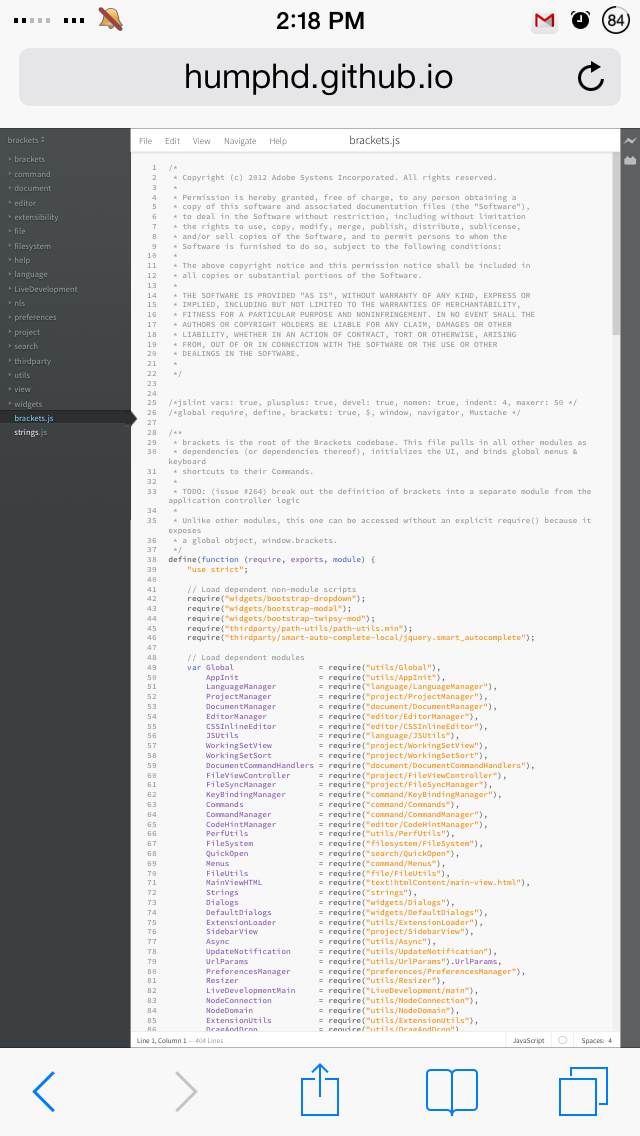 2:18 PM
84
humphd.github.io
brackets
brackets
command
document
editor
extensibility
file
filesystem
help
language
LiveDevelopment
nls
preferences
project
search
thirdparty
utils
view
widgets
brackets.js
strings.js
File Edit View Navigate Help brackets.js
1 /*
2 * Copyright (c) 2012 Adobe Systems Incorporated. All rights reserved.
3 *
4 * Permission is hereby granted, free of charge, to any person obtaining a
5 * copy of this software and associated documentation files (the "Software"),
6 * to deal in the Software without restriction, including without limitation
7 * the rights to use, copy, modify, merge, publish, distribute, sublicense,
8 * and/or sell copies of the Software, and to permit persons to whom the
9 * Software is furnished to do so, subject to the following conditions:
10 *
11 * The above copyright notice and this permission notice shall be included in
12 * all copies or substantial portions of the Software.
13 *
14 * THE SOFTWARE IS PROVIDED "AS IS", WITHOUT WARRANTY OF ANY KIND, EXPRESS OR
15 * IMPLIED, INCLUDING BUT NOT LIMITED TO THE WARRANTIES OF MERCHANTABILITY,
16 * FITNESS FOR A PARTICULAR PURPOSE AND NONINFRINGEMENT. IN NO EVENT SHALL THE
17 * AUTHORS OR COPYRIGHT HOLDERS BE LIABLE FOR ANY CLAIM, DAMAGES OR OTHER
18 * LIABILITY, WHETHER IN AN ACTION OF CONTRACT, TORT OR OTHERWISE, ARISING
19 * FROM, OUT OF OR IN CONNECTION WITH THE SOFTWARE OR THE USE OR OTHER
20 * DEALINGS IN THE SOFTWARE.
21 *
22 */
23
24
25 /*jslint vars: true, plusplus: true, devel: true, nomen: true, indent: 4, maxerr: 50 */
26 /*global require, define, brackets: true, $, window, navigator, Mustache */
27
28 /**
29 * brackets is the root of the Brackets codebase. This file pulls in all other modules as
30 * dependencies (or dependencies thereof), initializes the UI, and binds global menus &
keyboard
31 * shortcuts to their Commands.
32 *
33 * TODO: (issue #264) break out the definition of brackets into a separate module from the
application controller logic
34 *
35 * Unlike other modules, this one can be accessed without an explicit require() because it
exposes
36 * a global object, window.brackets.
37 */
38 define(function (require, exports, module) {
39 "use strict";
40
41 // Load dependent non-module scripts
42 require("widgets/bootstrap-dropdown");
43 require("widgets/bootstrap-modal");
44 require("widgets/bootstrap-twipsy-mod");
45 require("thirdparty/path-utils/path-utils.min");
46 require("thirdparty/smart-auto-complete-local/jquery.smart_autocomplete");
47
48 // Load dependent modules
49 var Global = require("utils/Global"),
50 AppInit = require("utils/AppInit"),
51 LanguageManager = require("language/LanguageManager"),
52 ProjectManager = require("project/ProjectManager"),
53 DocumentManager = require("document/DocumentManager"),
54 EditorManager = require("editor/EditorManager"),
55 CSSInlineEditor = require("editor/CSSInlineEditor"),
56 JSUtils = require("language/JSUtils"),
57 WorkingSetView = require("project/WorkingSetView"),
58 WorkingSetSort = require("project/WorkingSetSort"),
59 DocumentCommandHandlers = require("document/DocumentCommandHandlers"),
60 FileViewController = require("project/FileViewController"),
61 FileSyncManager = require("project/FileSyncManager"),
62 KeyBindingManager = require("command/KeyBindingManager"),
63 Commands = require("command/Commands"),
64 CommandManager = require("command/CommandManager"),
65 CodeHintManager = require("editor/CodeHintManager"),
66 PerfUtils = require("utils/PerfUtils"),
67 FileSystem = require("filesystem/FileSystem"),
68 QuickOpen = require("search/QuickOpen"),
69 Menus = require("command/Menus"),
70 FileUtils = require("file/FileUtils"),
71 MainViewHTML = require("text!htmlContent/main-view.html"),
72 Strings = require("strings"),
73 Dialogs = require("widgets/Dialogs"),
74 DefaultDialogs = require("widgets/DefaultDialogs"),
75 ExtensionLoader = require("utils/ExtensionLoader"),
76 SidebarView = require("project/SidebarView"),
77 Async = require("utils/Async"),
78 UpdateNotification = require("utils/UpdateNotification"),
79 UrlParams = require("utils/UrlParams").UrlParams,
80 PreferencesManager = require("preferences/PreferencesManager"),
81 Resizer = require("utils/Resizer"),
82 LiveDevelopmentMain = require("LiveDevelopment/main"),
83 NodeConnection = require("utils/NodeConnection"),
84 NodeDomain = require("utils/NodeDomain"),
85 ExtensionUtils = require("utils/ExtensionUtils"),
86 DragAndDrop = require("utils/DragAndDrop"),
Line 1, Column 1 — 404 Lines JavaScript Spaces: 4